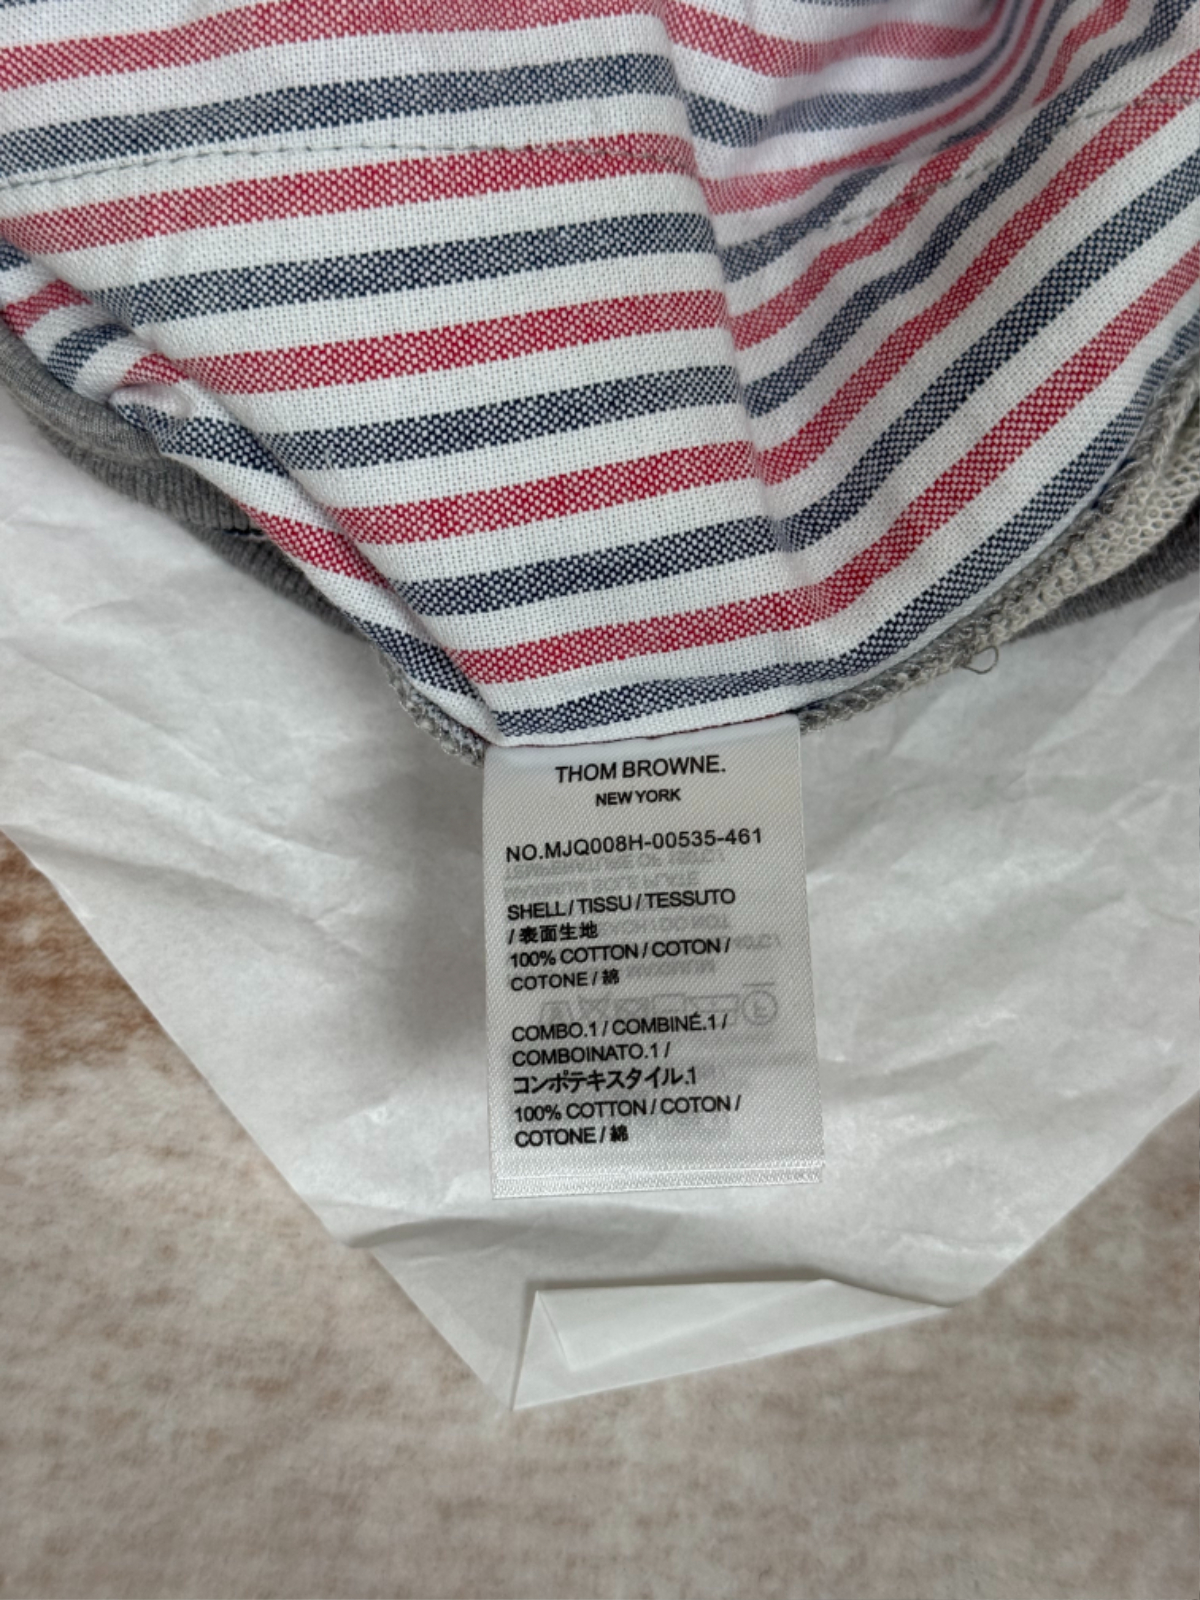 THOM BROWNE.
NEW YORK
NO.MJQ008H-00535-461
SHELL / TISSU / TESSUTO
/ 表面生地
100% COTTON / COTON /
COTONE / 綿
COMBO.1 / COMBINÉ.1 /
COMBOINATO.1 /
コンポテキスタイル.1
100% COTTON / COTON /
COTONE / 綿